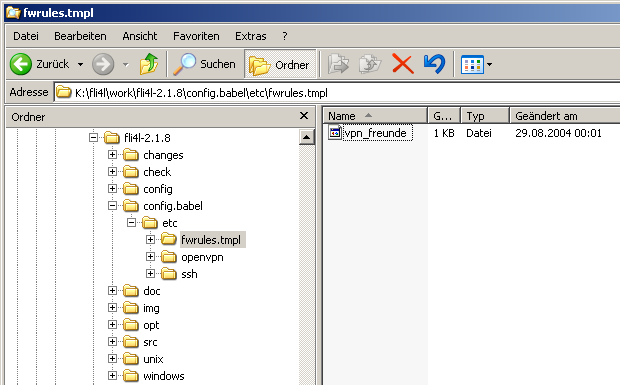 fwrules.tmpl
Datei Bearbeiten Ansicht Favoriten Extras ?
Zurück Suchen Ordner
Adresse K:\fli4l\work\fli4l-2.1.8\config.babel\etc\fwrules.tmpl
Ordner
Name G... Typ Geändert am
vpn_freunde 1 KB Datei 29.08.2004 00:01
fli4l-2.1.8
changes
check
config
config.babel
etc
fwrules.tmpl
openvpn
ssh
doc
img
opt
src
unix
windows